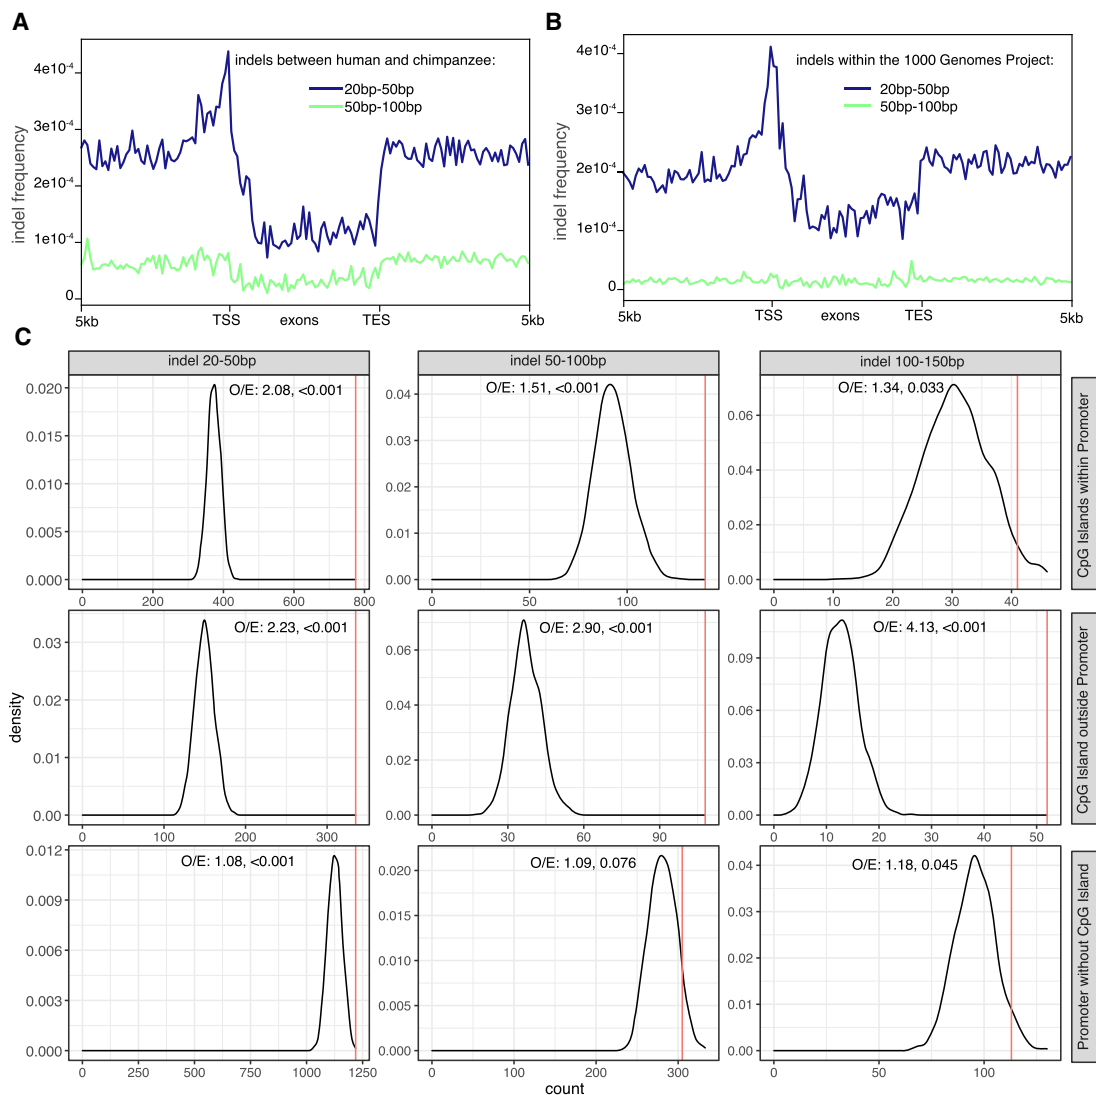 A
indels between human and chimpanzee:
20bp-50bp
50bp-100bp
indel frequency
4e10-4
3e10-4
2e10-4
1e10-4
0
5kb
TSS
exons
TES
5kb
B
indels within the 1000 Genomes Project:
20bp-50bp
50bp-100bp
indel frequency
4e10-4
3e10-4
2e10-4
1e10-4
0
5kb
TSS
exons
TES
5kb
C
indel 20-50bp
indel 50-100bp
indel 100-150bp
density
O/E: 2.08, <0.001
0.020
0.015
0.010
0.005
0.000
0 200 400 600 800
O/E: 1.51, <0.001
0.04
0.03
0.02
0.01
0.00
0 50 100
O/E: 1.34, 0.033
0.06
0.04
0.02
0.00
0 10 20 30 40
CpG Islands within Promoter
O/E: 2.23, <0.001
0.03
0.02
0.01
0.00
0 100 200 300
O/E: 2.90, <0.001
0.06
0.04
0.02
0.00
0 30 60 90
O/E: 4.13, <0.001
0.09
0.06
0.03
0.00
0 10 20 30 40 50
CpG Island outside Promoter
O/E: 1.08, <0.001
0.012
0.009
0.006
0.003
0.000
0 250 500 750 1000 1250
O/E: 1.09, 0.076
0.020
0.015
0.010
0.005
0.000
0 100 200 300
O/E: 1.18, 0.045
0.04
0.03
0.02
0.01
0.00
0 50 100
Promoter without CpG Island
count